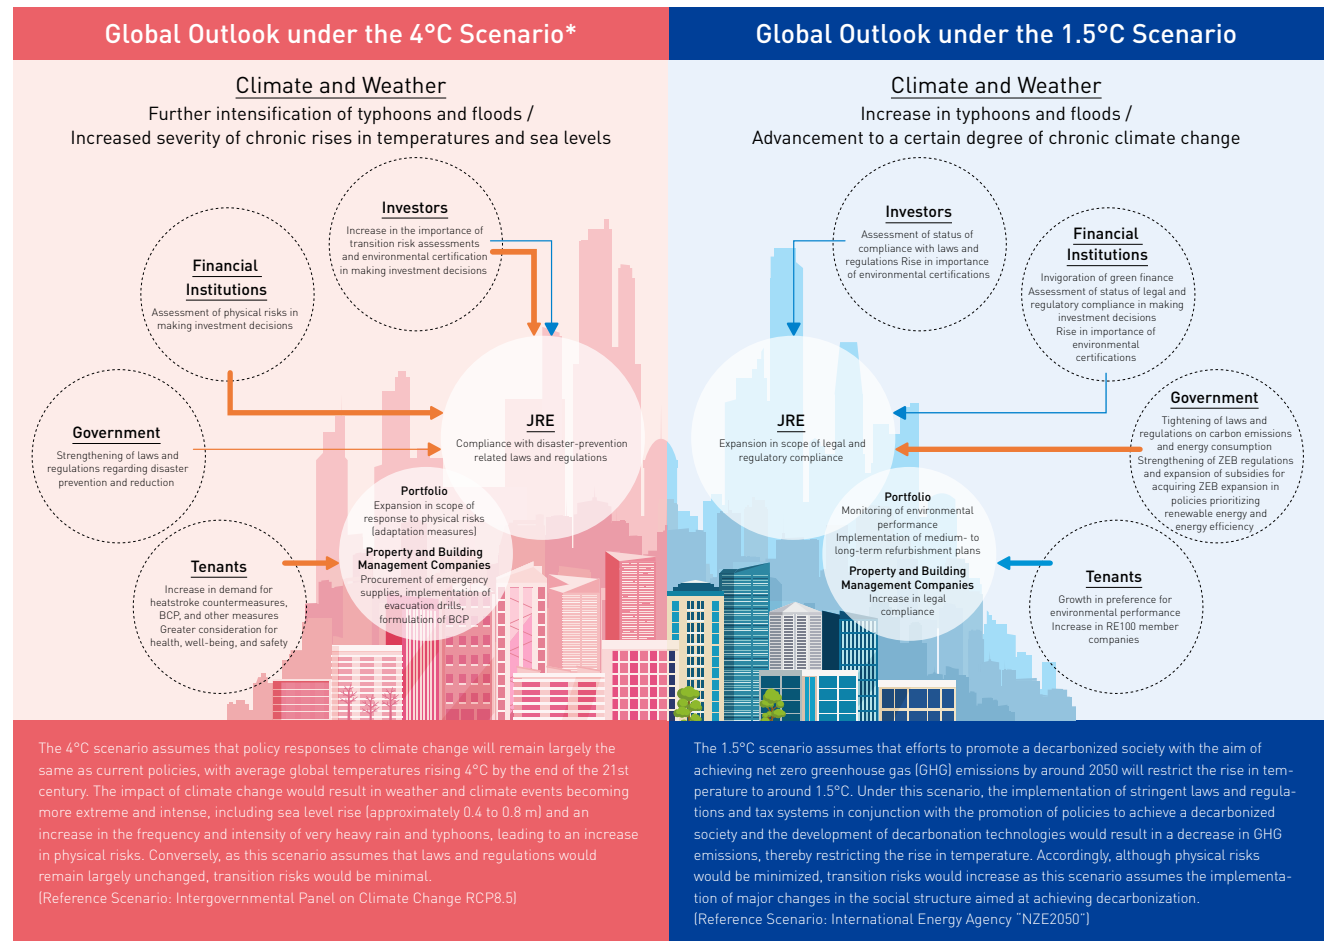 Global Outlook under the 4°C Scenario*
Climate and Weather
Further intensification of typhoons and floods /
Increased severity of chronic rises in temperatures and sea levels
Investors
Increase in the importance of
transition risk assessments
and environmental certification
in making investment decisions
Financial
Institutions
Assessment of physical risks in
making investment decisions
Government
Strengthening of laws and
regulations regarding disaster
prevention and reduction
Tenants
Increase in demand for
heatstroke countermeasures,
BCP, and other measures
Greater consideration for
health, well-being, and safety
JRE
Compliance with disaster-prevention
related laws and regulations
Portfolio
Expansion in scope of
response to physical risks
(adaptation measures)
Property and Building
Management Companies
Procurement of emergency
supplies, implementation of
evacuation drills,
formulation of BCP
The 4°C scenario assumes that policy responses to climate change will remain largely the
same as current policies, with average global temperatures rising 4°C by the end of the 21st
century. The impact of climate change would result in weather and climate events becoming
more extreme and intense, including sea level rise (approximately 0.4 to 0.8 m) and an
increase in the frequency and intensity of very heavy rain and typhoons, leading to an increase
in physical risks. Conversely, as this scenario assumes that laws and regulations would
remain largely unchanged, transition risks would be minimal.
(Reference Scenario: Intergovernmental Panel on Climate Change RCP8.5)
Global Outlook under the 1.5°C Scenario
Climate and Weather
Increase in typhoons and floods /
Advancement to a certain degree of chronic climate change
Investors
Assessment of status of
compliance with laws and
regulations Rise in importance
of environmental certifications
Financial
Institutions
Invigoration of green finance
Assessment of status of legal and
regulatory compliance in making
investment decisions
Rise in importance of
environmental
certifications
Government
Tightening of laws and
regulations on carbon emissions
and energy consumption
Strengthening of ZEB regulations
and expansion of subsidies for
acquiring ZEB expansion in
policies prioritizing
renewable energy and
energy efficiency
Tenants
Growth in preference for
environmental performance
Increase in RE100 member
companies
JRE
Expansion in scope of legal and
regulatory compliance
Portfolio
Monitoring of environmental
performance
Implementation of medium- to
long-term refurbishment plans
Property and Building
Management Companies
Increase in legal
compliance
The 1.5°C scenario assumes that efforts to promote a decarbonized society with the aim of
achieving net zero greenhouse gas (GHG) emissions by around 2050 will restrict the rise in tem-
perature to around 1.5°C. Under this scenario, the implementation of stringent laws and regula-
tions and tax systems in conjunction with the promotion of policies to achieve a decarbonized
society and the development of decarbonation technologies would result in a decrease in GHG
emissions, thereby restricting the rise in temperature. Accordingly, although physical risks
would be minimized, transition risks would increase as this scenario assumes the implementa-
tion of major changes in the social structure aimed at achieving decarbonization.
(Reference Scenario: International Energy Agency "NZE2050")